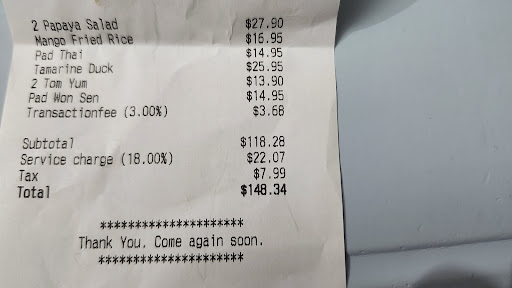 2 Papaya Salad $27.90
Mango Fried Rice $16.95
Pad Thai $14.95
Tamarine Duck $25.95
2 Tom Yum $13.90
Pad Won Sen $14.95
Transactionfee (3.00%) $3.68
Subtotal $118.28
Service charge (18.00%) $22.07
Tax $7.99
Total $148.34
*********************
Thank You. Come again soon.
*********************